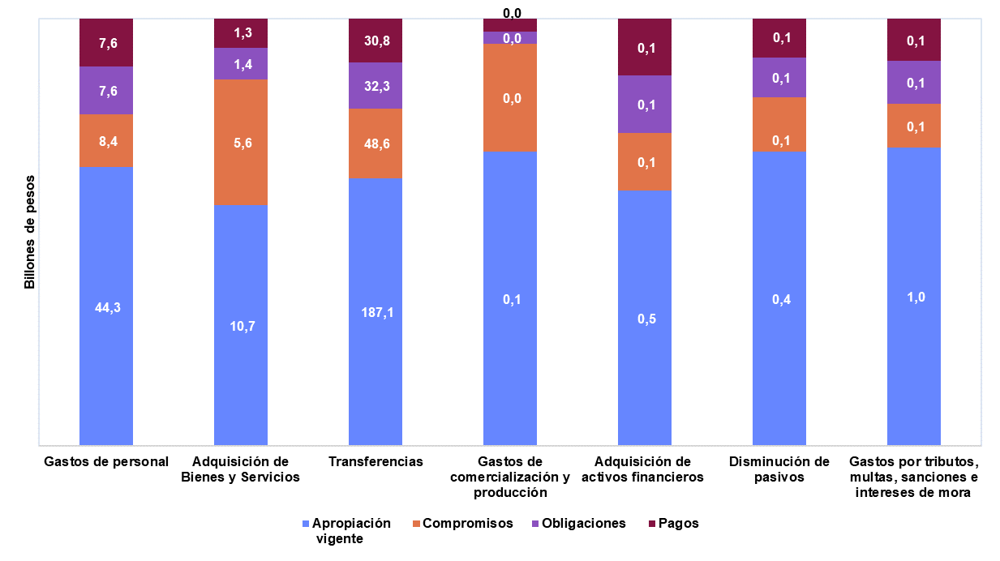 0,0
7,6
1,3
30,8
0,0
0,1
0,1
0,1
7,6
1,4
32,3
0,0
0,1
0,1
0,1
8,4
5,6
48,6
0,1
0,1
0,1
44,3
10,7
187,1
0,1
0,5
0,4
1,0
Billones de pesos
Gastos de personal
Adquisición de
Bienes y Servicios
Transferencias
Gastos de
comercialización y
producción
Adquisición de
activos financieros
Disminución de
pasivos
Gastos por tributos,
multas, sanciones e
intereses de mora
Apropiación
vigente
Compromisos
Obligaciones
Pagos